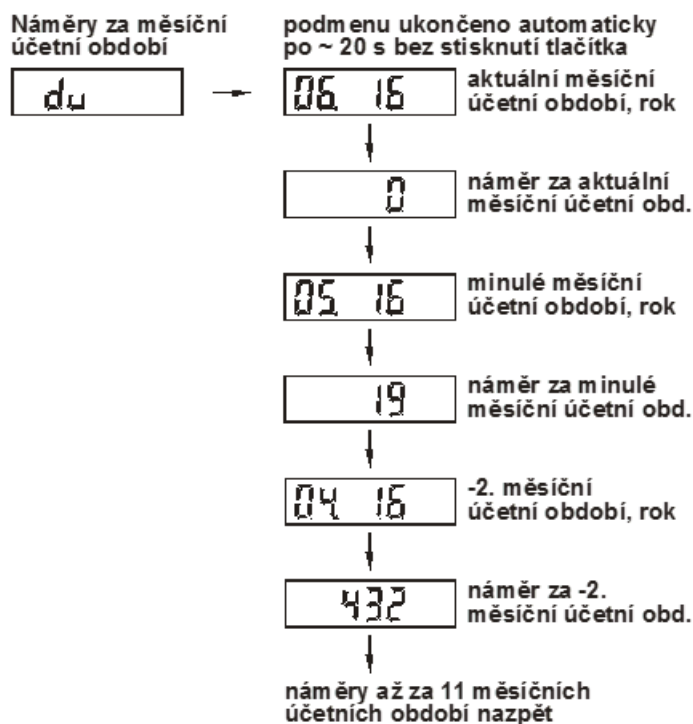 Náměry za měsíční
účetní období
podmenu ukončeno automaticky
po ~ 20 s bez stisknutí tlačítka
du
06. 16
aktuální měsíční
účetní období, rok
0
náměr za aktuální
měsíční účetní obd.
05. 16
minulé měsíční
účetní období, rok
19
náměr za minulé
měsíční účetní obd.
04 16
-2. měsíční
účetní období, rok
432
náměr za -2.
měsíční účetní obd.
náměry až za 11 měsíčních
účetních období nazpět